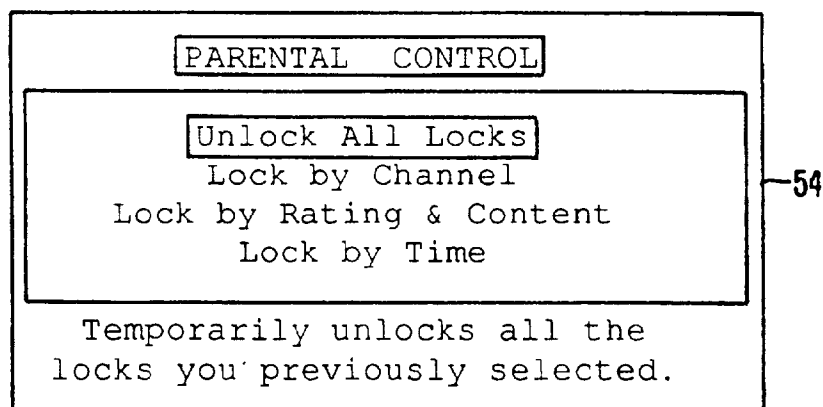 PARENTAL CONTROL
Unlock All Locks
Lock by Channel
Lock by Rating & Content
Lock by Time
54
Temporarily unlocks all the
locks you previously selected.